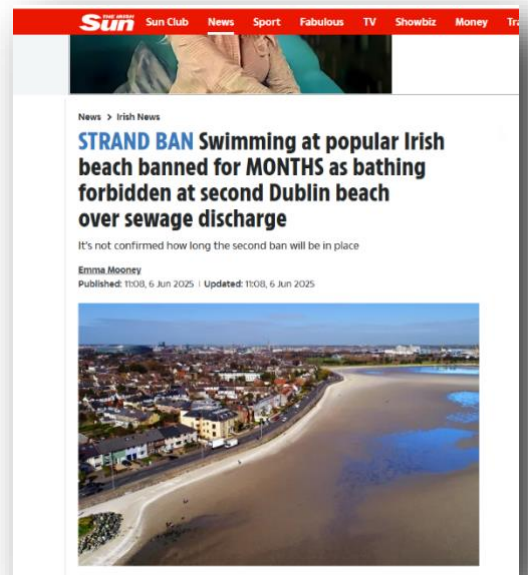 THE IRISH
Sun Sun Club News Sport Fabulous TV Showbiz Money
News > Irish News
STRAND BAN Swimming at popular Irish
beach banned for MONTHS as bathing
forbidden at second Dublin beach
over sewage discharge
It's not confirmed how long the second ban will be in place
Emma Mooney
Published: 11:08, 6 Jun 2025 | Updated: 11:08, 6 Jun 2025